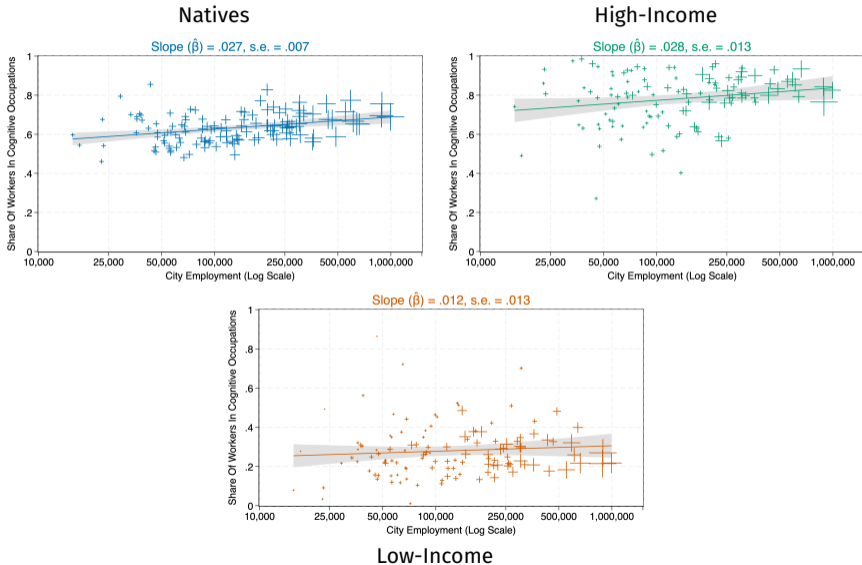 Natives
High-Income
Slope (β̂) = .027, s.e. = .007
Slope (β̂) = .028, s.e. = .013
Share Of Workers In Cognitive Occupations
1
.8
.6
.4
.2
0
10,000 25,000 50,000 100,000 250,000 500,000 1,000,000
City Employment (Log Scale)
Share Of Workers In Cognitive Occupations
1
.8
.6
.4
.2
0
10,000 25,000 50,000 100,000 250,000 500,000 1,000,000
City Employment (Log Scale)
Slope (β̂) = .012, s.e. = .013
Share Of Workers In Cognitive Occupations
1
.8
.6
.4
.2
0
10,000 25,000 50,000 100,000 250,000 500,000 1,000,000
City Employment (Log Scale)
Low-Income